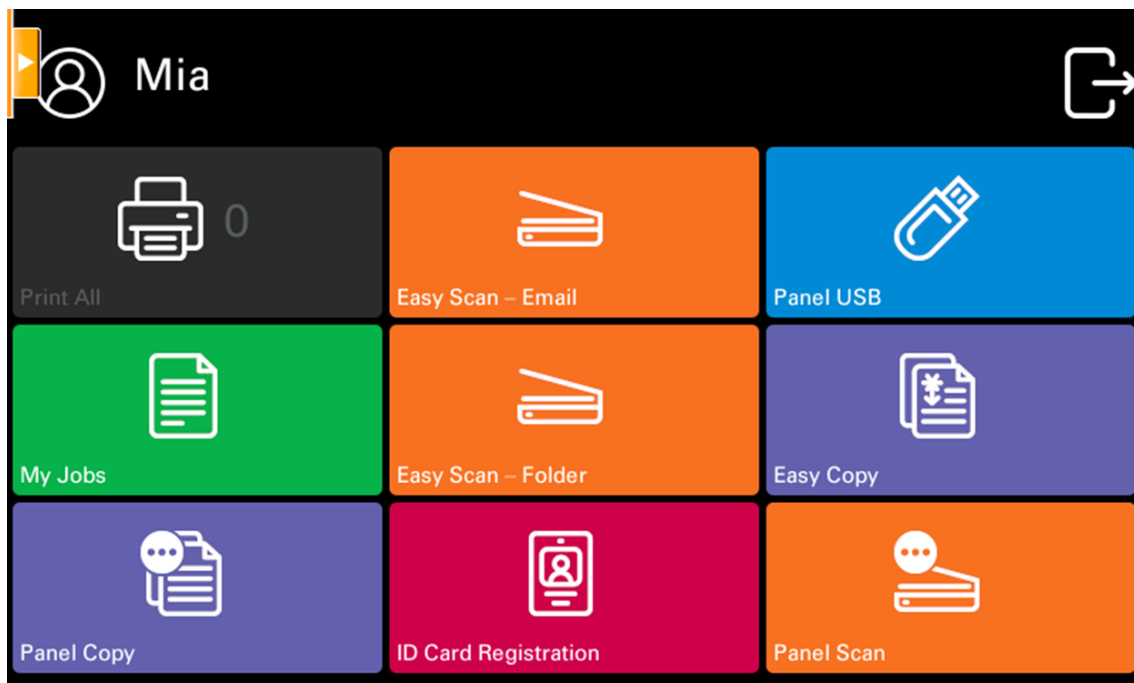 Mia
0
Print All
Easy Scan – Email
Panel USB
My Jobs
Easy Scan – Folder
Easy Copy
Panel Copy
ID Card Registration
Panel Scan